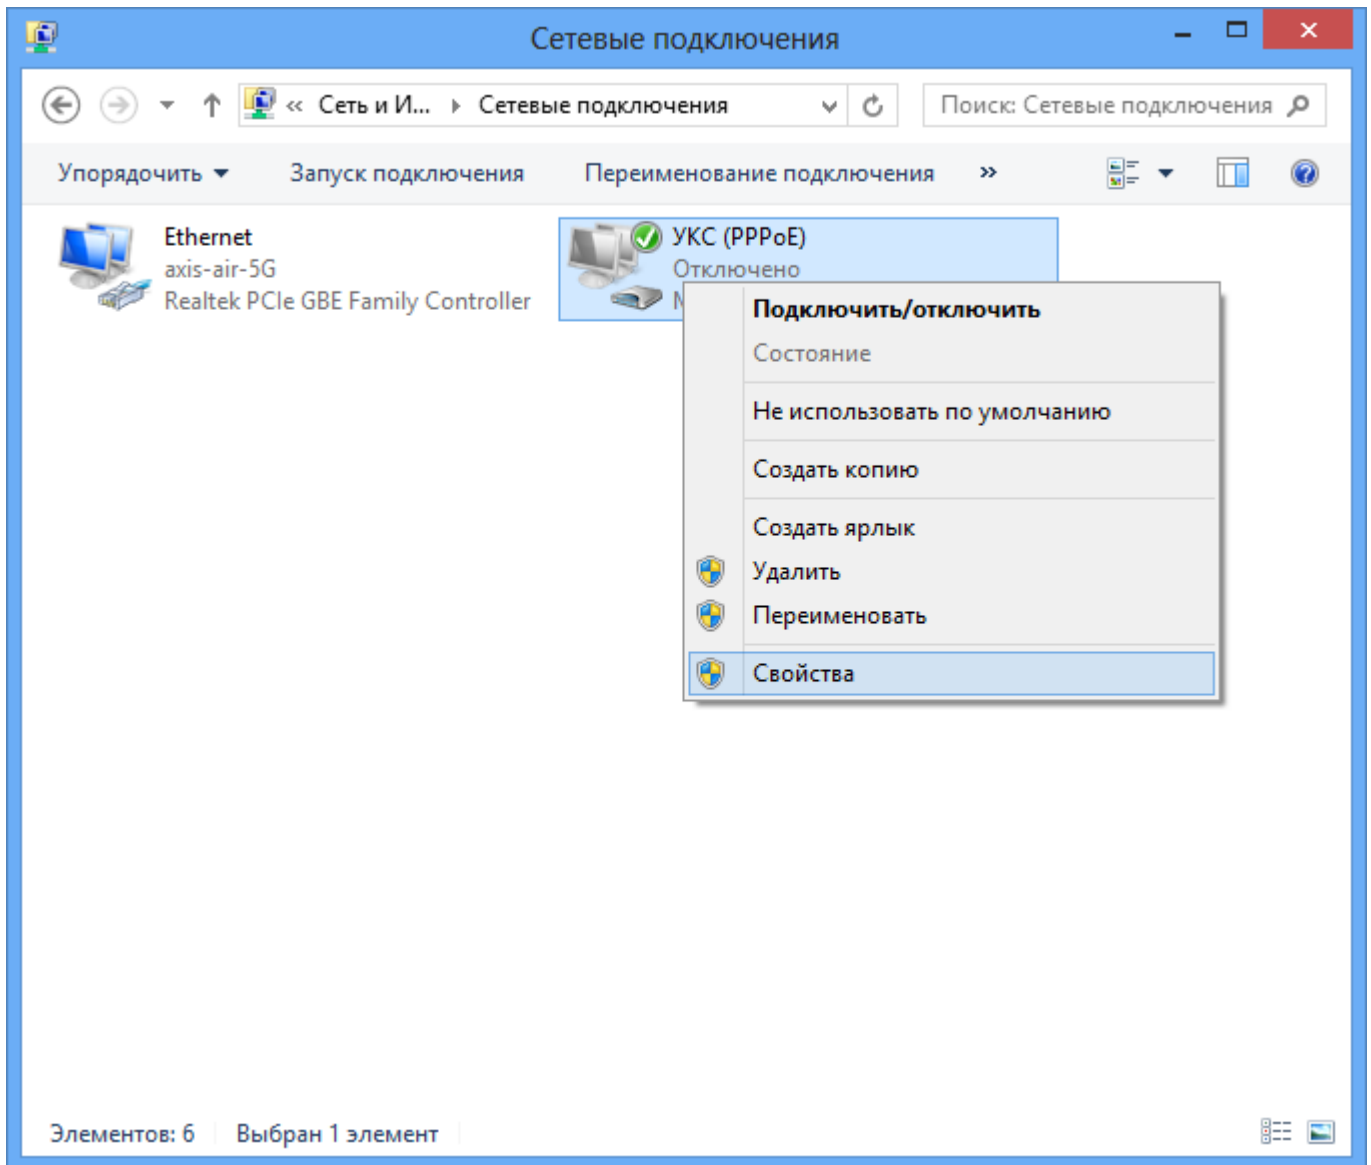 Сетевые подключения
« Сеть и И... Сетевые подключения
Поиск: Сетевые подключения
Упорядочить Запуск подключения Переименование подключения »
Ethernet
axis-air-5G
Realtek PCIe GBE Family Controller
УКС (PPPoE)
Отключено
Подключить/отключить
Состояние
Не использовать по умолчанию
Создать копию
Создать ярлык
Удалить
Переименовать
Свойства
Элементов: 6 Выбран 1 элемент